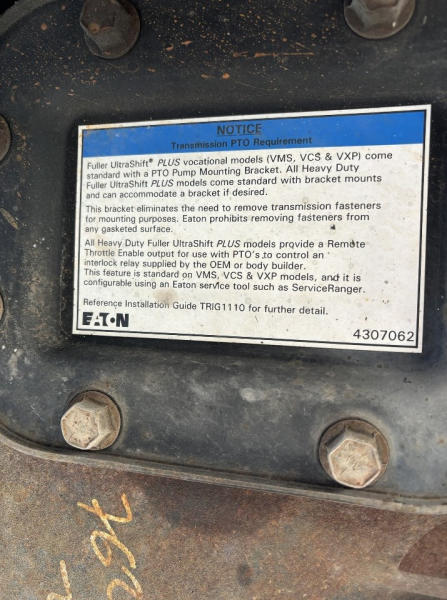 NOTICE
Transmission PTO Requirement
Fuller UltraShift® PLUS vocational models (VMS, VCS & VXP) come
standard with a PTO Pump Mounting Bracket. All Heavy Duty
Fuller UltraShift PLUS models come standard with bracket mounts
and can accommodate a bracket if desired.
This bracket eliminates the need to remove transmission fasteners
for mounting purposes. Eaton prohibits removing fasteners from
any gasketed surface.
All Heavy Duty Fuller UltraShift PLUS models provide a Remote
Throttle Enable output for use with PTO's to control an
interlock relay supplied by the OEM or body builder.
This feature is standard on VMS, VCS & VXP models, and it is
configurable using an Eaton service tool such as ServiceRanger.
Reference Installation Guide TRIG1110 for further detail.
EATON
4307062